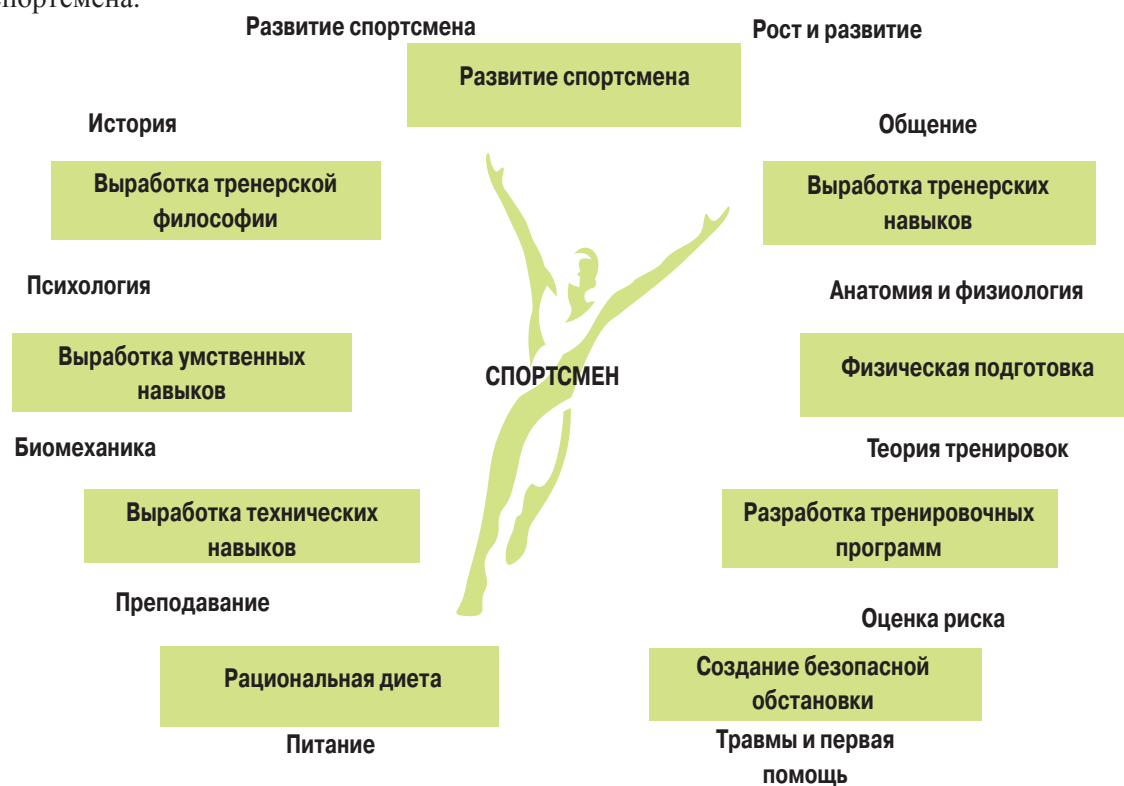 спортсмена.
Развитие спортсмена
Рост и развитие
Развитие спортсмена
История
Общение
Выработка тренерской
философии
Выработка тренерских
навыков
Психология
Анатомия и физиология
Выработка умственных
навыков
СПОРТСМЕН
Физическая подготовка
Биомеханика
Теория тренировок
Выработка технических
навыков
Разработка тренировочных
программ
Преподавание
Оценка риска
Рациональная диета
Создание безопасной
обстановки
Питание
Травмы и первая
помощь